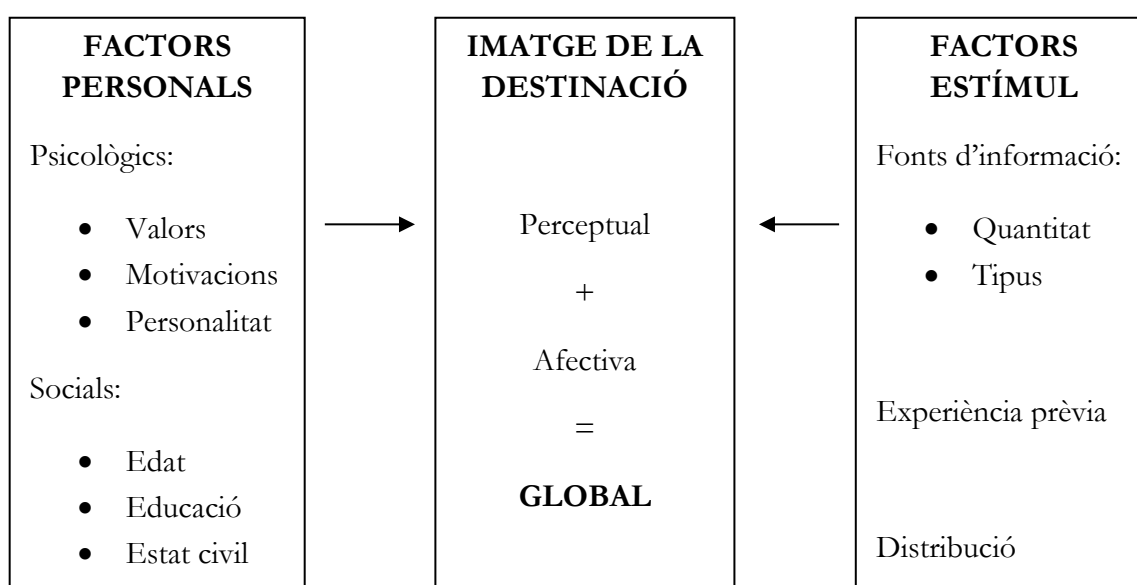 FACTORS
PERSONALS
Psicològics:
• Valors
• Motivacions
• Personalitat
Socials:
• Edat
• Educació
• Estat civil
IMATGE DE LA
DESTINACIÓ
Perceptual
+
Afectiva
=
GLOBAL
FACTORS
ESTÍMUL
Fonts d’informació:
• Quantitat
• Tipus
Experiència prèvia
Distribució